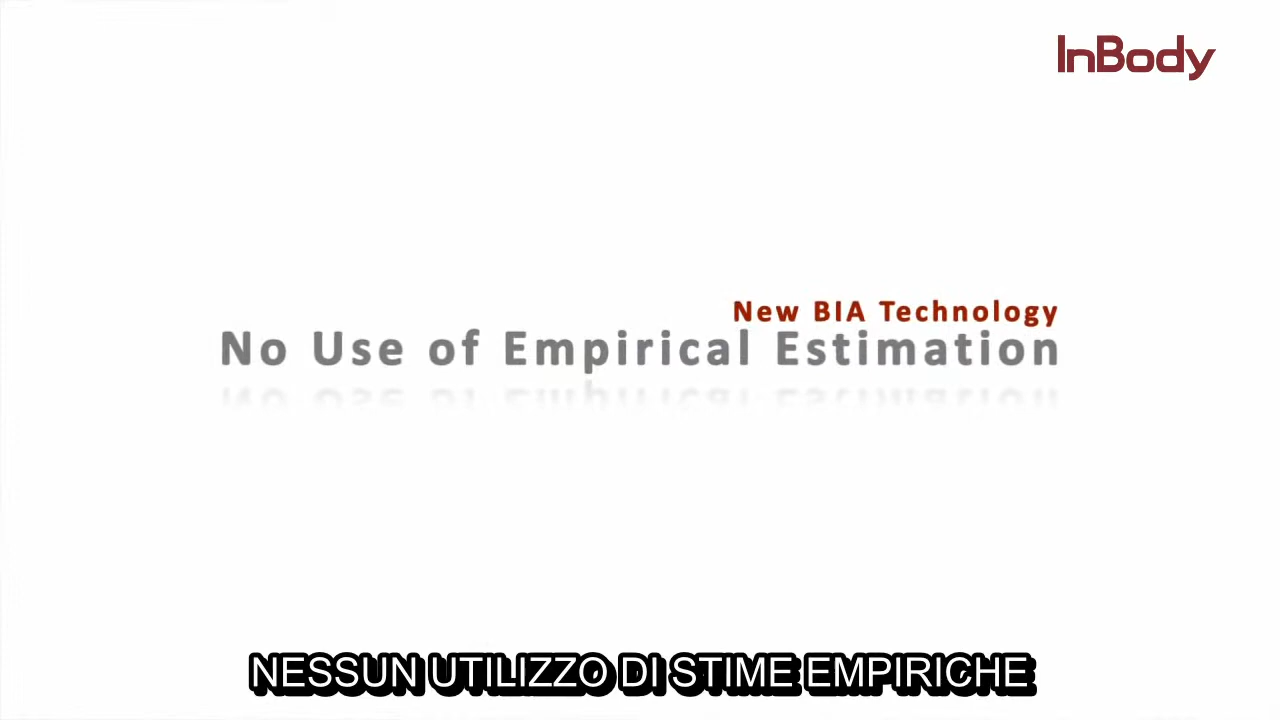 InBody
New BIA Technology
No Use of Empirical Estimation
NESSUN UTILIZZO DI STIME EMPIRICHE